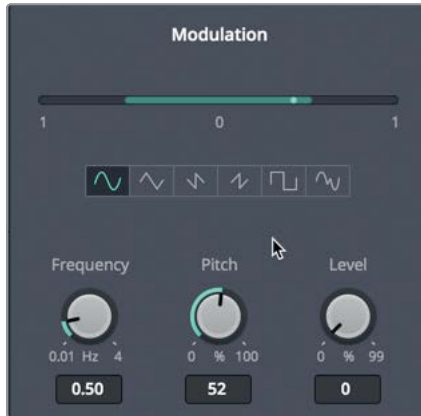 Modulation
1 0 1
Frequency Pitch Level
0.01 Hz 4 0 % 100 0 % 99
0.50 52 0